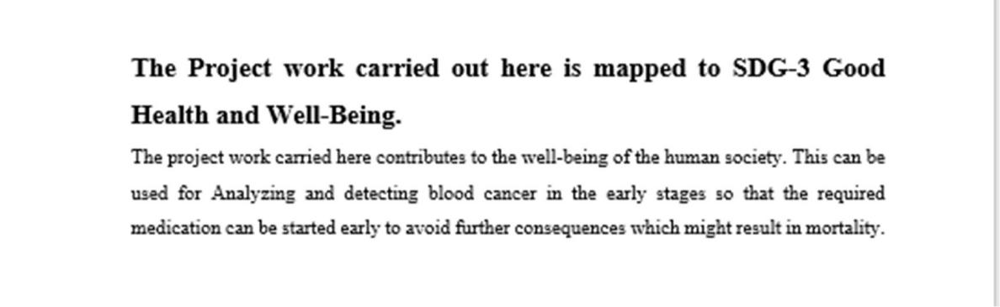 The Project work carried out here is mapped to SDG-3 Good
Health and Well-Being.
The project work carried here contributes to the well-being of the human society. This can be
used for Analyzing and detecting blood cancer in the early stages so that the required
medication can be started early to avoid further consequences which might result in mortality.